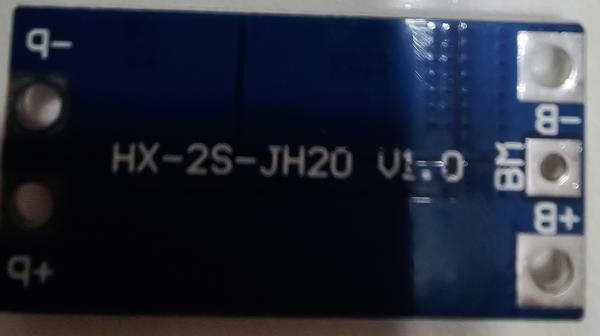 P-
HX-2S-JH20 V1.0
P+
B-
BM
B+